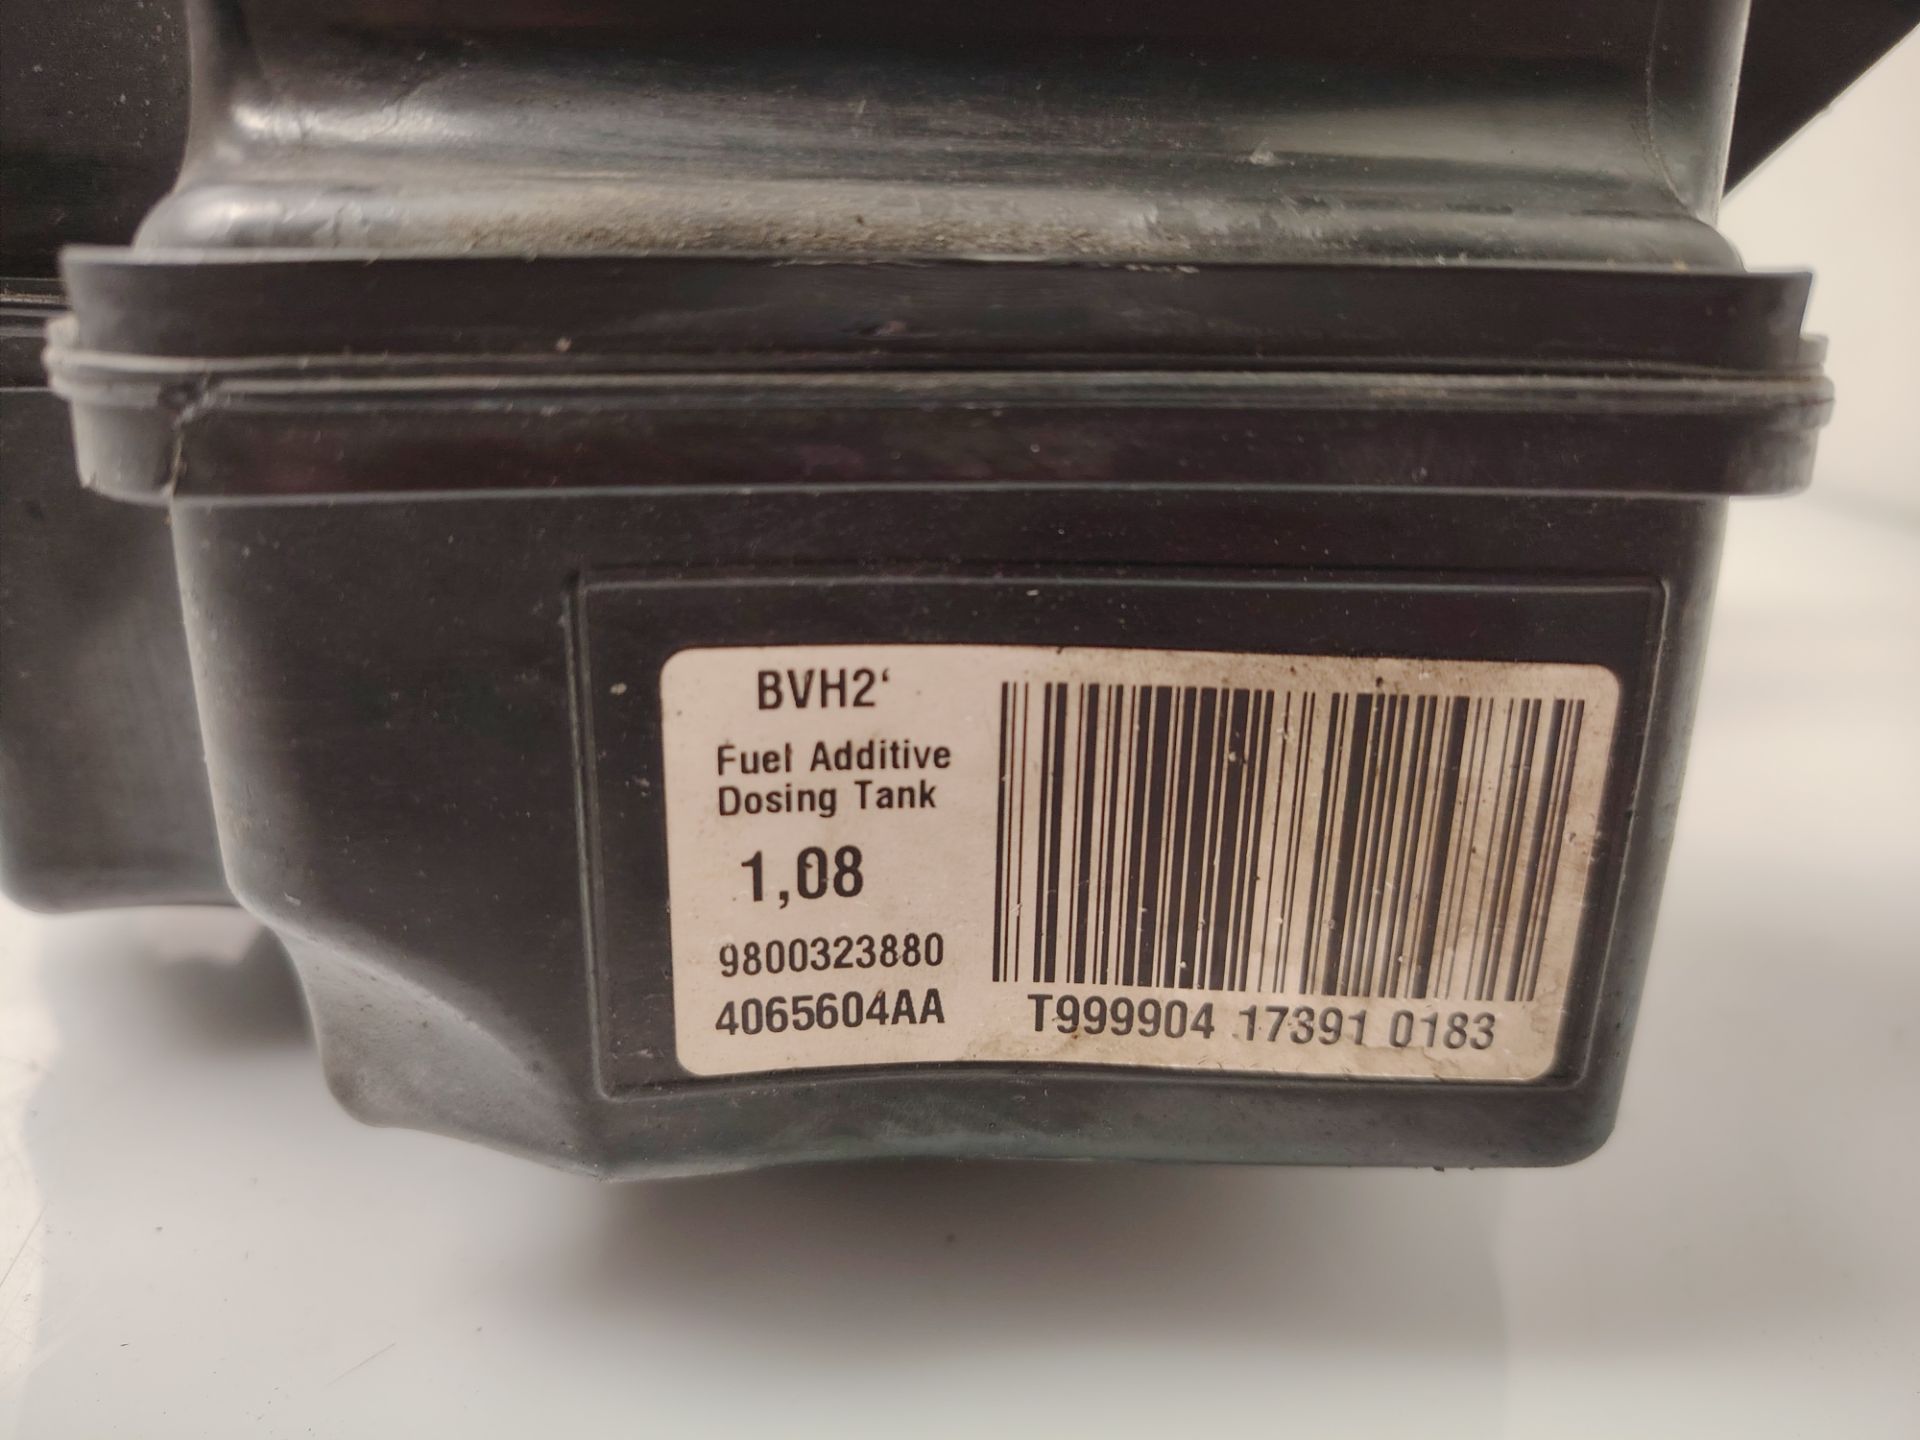 BVH2‘
Fuel Additive
Dosing Tank
1,08
9800323880
4065604AA
T999904 17391 0183